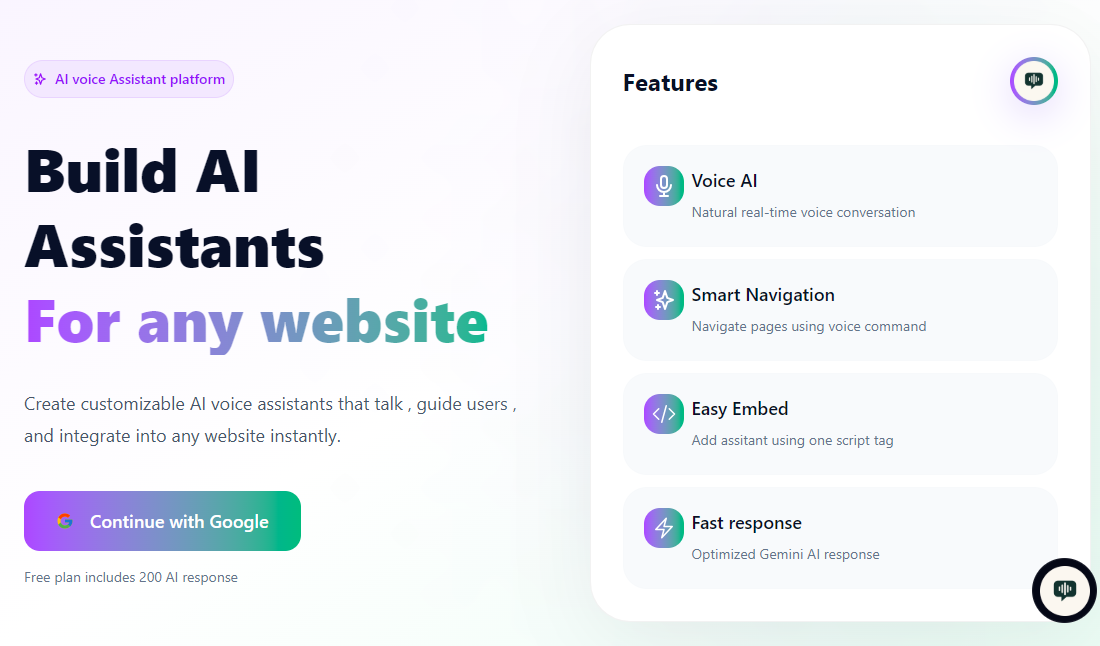 AI voice Assistant platform
Build AI
Assistants
For any website
Create customizable AI voice assistants that talk , guide users ,
and integrate into any website instantly.
Continue with Google
Free plan includes 200 AI response
Features
Voice AI
Natural real-time voice conversation
Smart Navigation
Navigate pages using voice command
Easy Embed
Add assitant using one script tag
Fast response
Optimized Gemini AI response